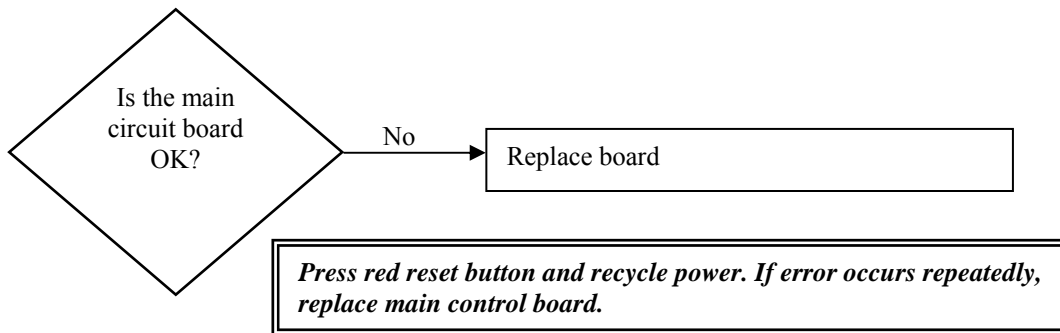 Is the main
circuit board
OK?
No
Replace board
Press red reset button and recycle power. If error occurs repeatedly,
replace main control board.